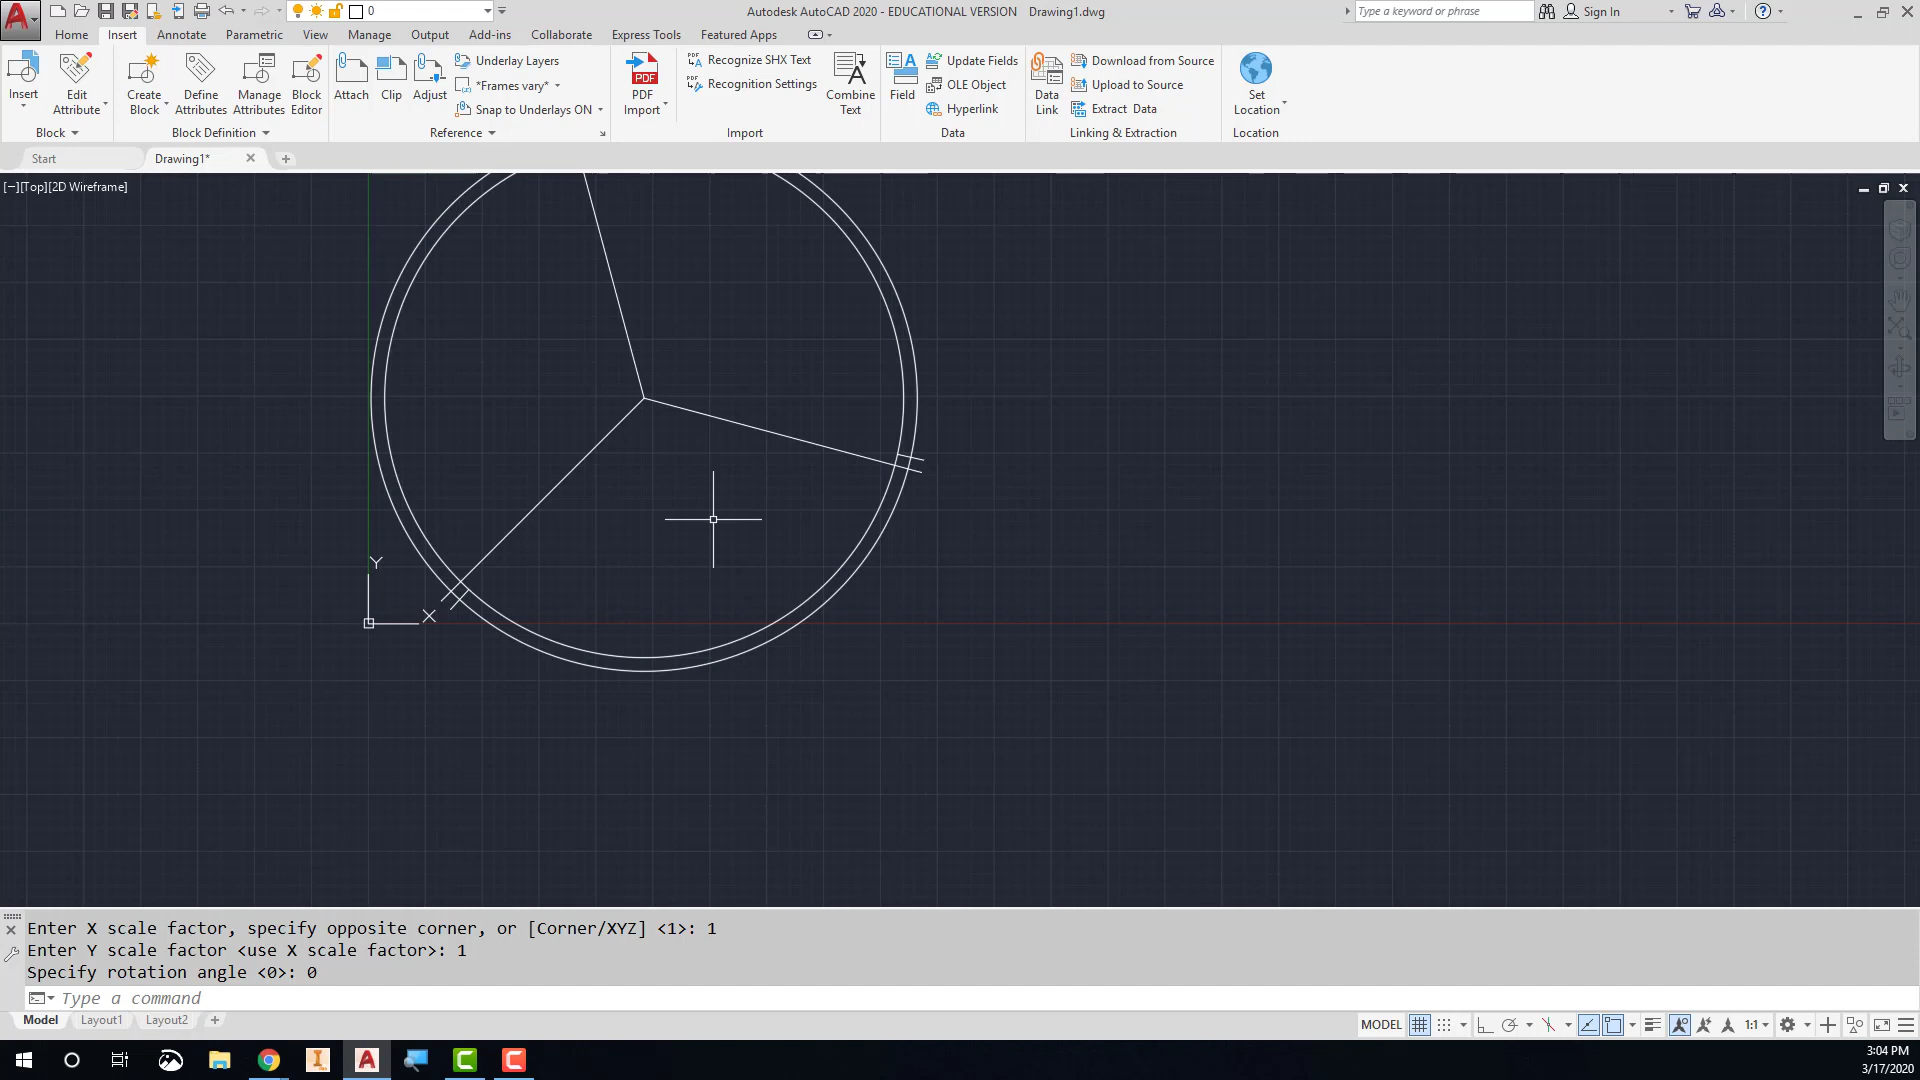 0
Autodesk AutoCAD 2020 - EDUCATIONAL VERSION Drawing1.dwg
Type a keyword or phrase
Sign In
Home Insert Annotate Parametric View Manage Output Add-ins Collaborate Express Tools Featured Apps
Insert
Edit Attribute
Create Block
Define Attributes
Manage Attributes
Block Editor
Attach
Clip
Adjust
Underlay Layers
*Frames vary*
Snap to Underlays ON
PDF
PDF Import
Recognize SHX Text
Recognition Settings
Combine Text
Field
Update Fields
OLE Object
Hyperlink
Data Link
Download from Source
Upload to Source
Extract Data
Set Location
Block
Block Definition
Reference
Import
Data
Linking & Extraction
Location
Start
Drawing1*
[−][Top][2D Wireframe]
Y
X
Enter X scale factor, specify opposite corner, or [Corner/XYZ] <1>: 1
Enter Y scale factor <use X scale factor>: 1
Specify rotation angle <0>: 0
Type a command
Model Layout1 Layout2
MODEL
1:1
3:04 PM
3/17/2020